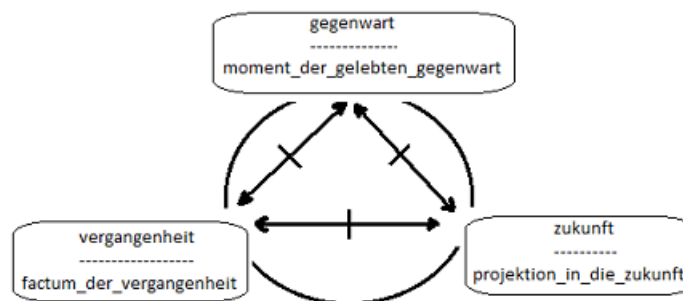 gegenwart
--------------
moment_der_gelebten_gegenwart
vergangenheit
------------------
factum_der_vergangenheit
zukunft
----------
projektion_in_die_zukunft